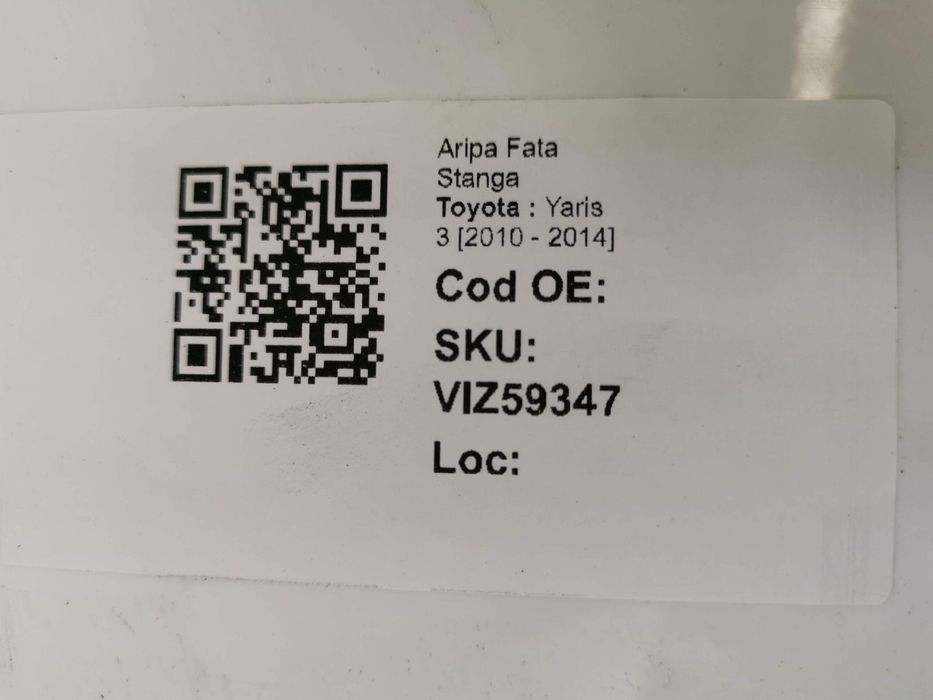 Aripa Fata
Stanga
Toyota : Yaris
3 [2010 - 2014]
Cod OE:
SKU:
VIZ59347
Loc: